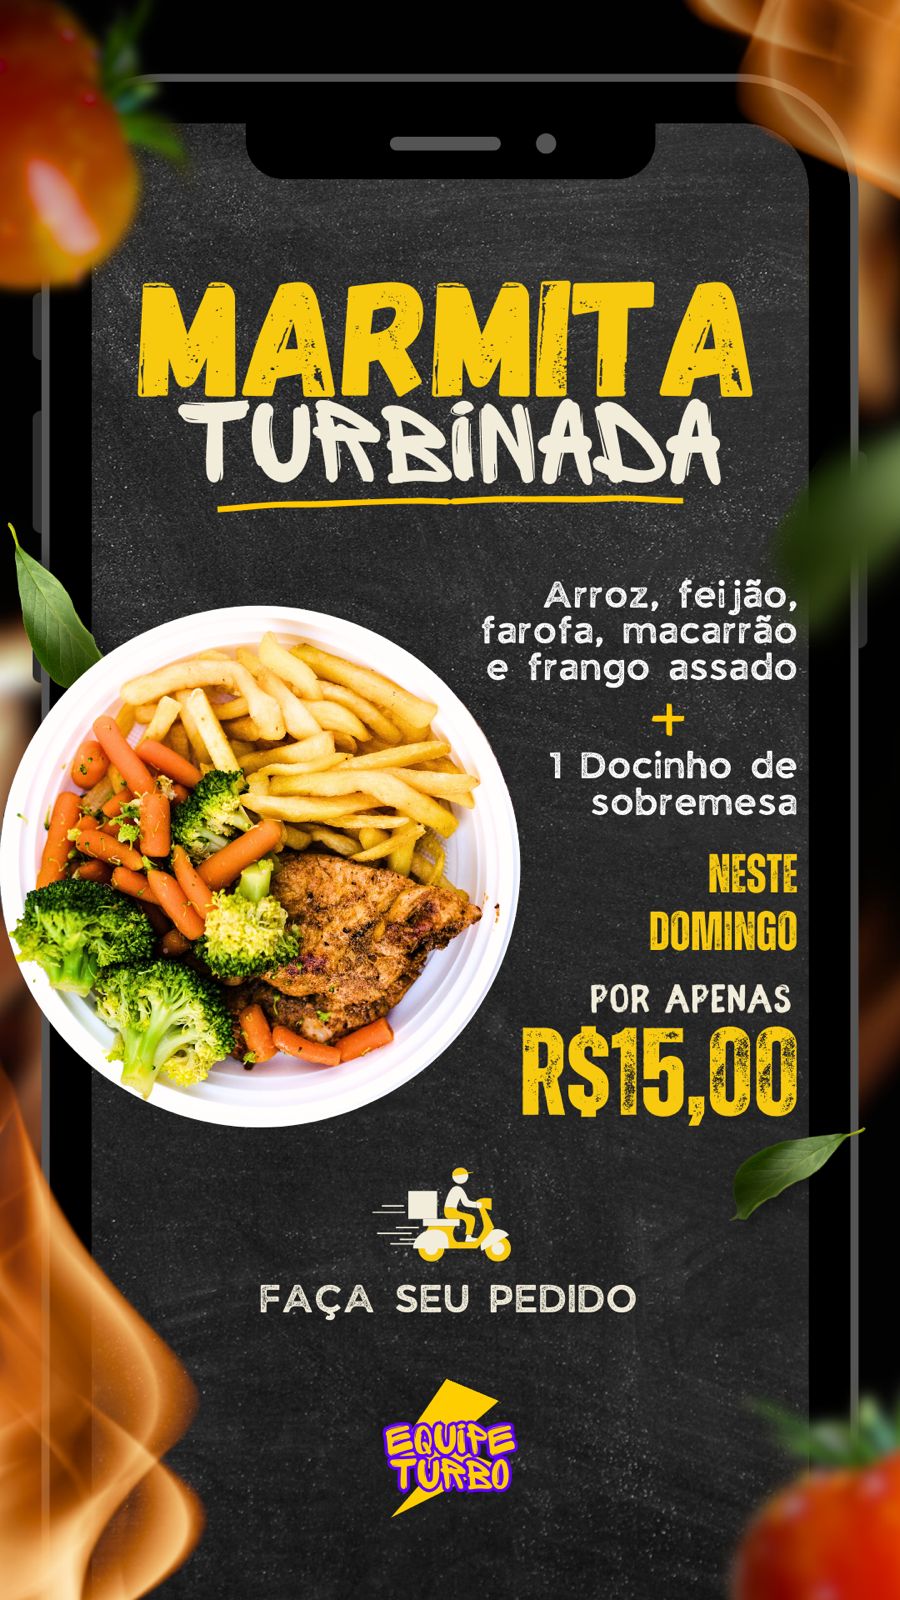 MARMITA
TURBINADA
Arroz, feijão,
farofa, macarrão
e frango assado
+
1 Docinho de
sobremesa
NESTE
DOMINGO
POR APENAS
R$15,00
FAÇA SEU PEDIDO
EQUIPE
TURBO